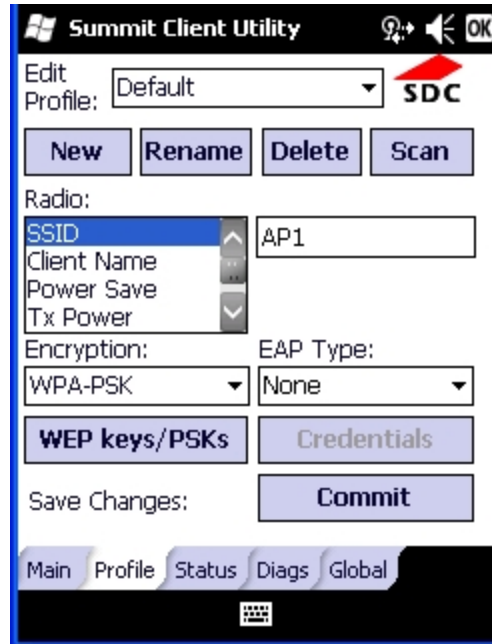 Summit Client Utility OK
Edit Profile: Default SDC
New Rename Delete Scan
Radio:
SSID AP1
Client Name
Power Save
Tx Power
Encryption: EAP Type:
WPA-PSK None
WEP keys/PSKs Credentials
Save Changes: Commit
Main Profile Status Diags Global